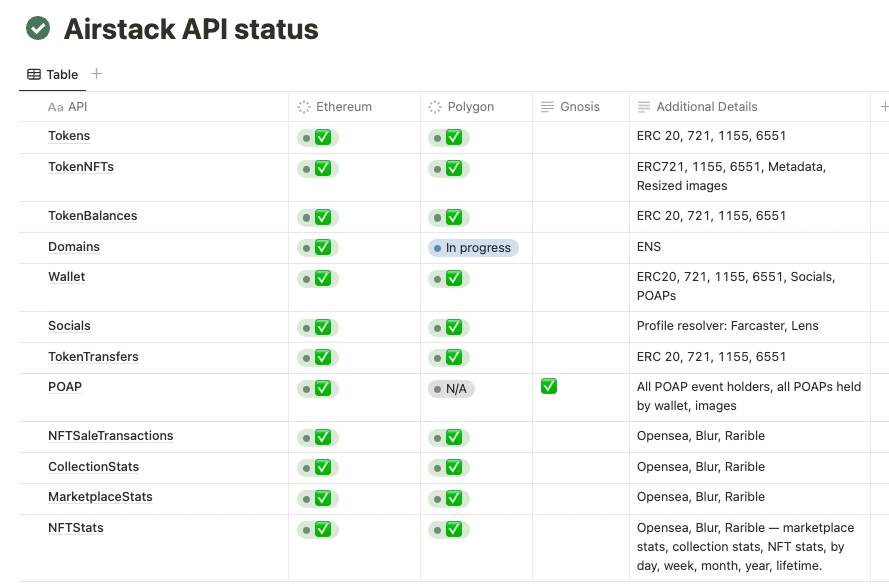 Airstack API status
Table
Aa API Ethereum Polygon Gnosis Additional Details
Tokens ✅ ✅ ERC 20, 721, 1155, 6551
TokenNFTs ✅ ✅ ERC721, 1155, 6551, Metadata,
Resized images
TokenBalances ✅ ✅ ERC 20, 721, 1155, 6551
Domains ✅ In progress ENS
Wallet ✅ ✅ ERC20, 721, 1155, 6551, Socials,
POAPs
Socials ✅ ✅ Profile resolver: Farcaster, Lens
TokenTransfers ✅ ✅ ERC 20, 721, 1155, 6551
POAP ✅ N/A ✅ All POAP event holders, all POAPs held
by wallet, images
NFTSaleTransactions ✅ ✅ Opensea, Blur, Rarible
CollectionStats ✅ ✅ Opensea, Blur, Rarible
MarketplaceStats ✅ ✅ Opensea, Blur, Rarible
NFTStats ✅ ✅ Opensea, Blur, Rarible — marketplace
stats, collection stats, NFT stats, by
day, week, month, year, lifetime.